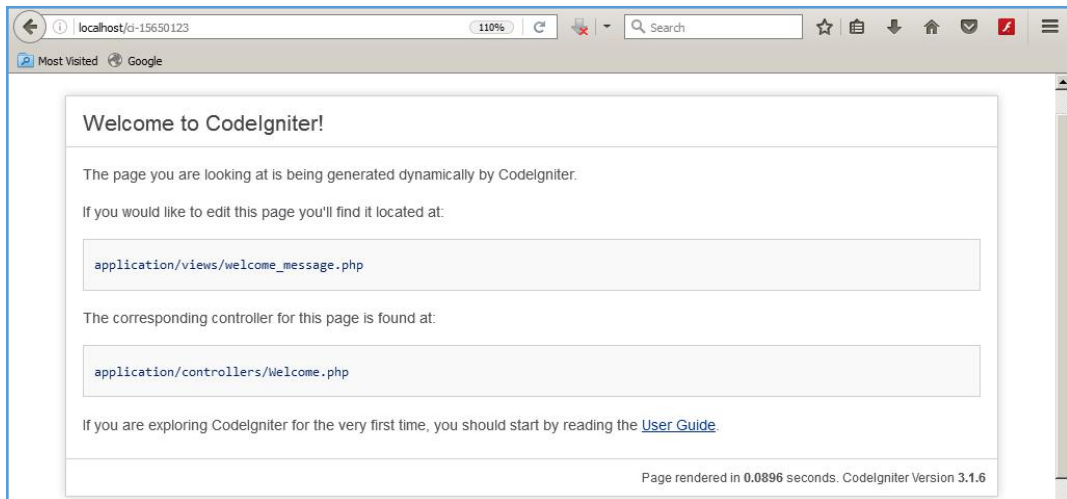 localhost/ci-15650123
110%
Search
Most Visited
Google
Welcome to CodeIgniter!
The page you are looking at is being generated dynamically by CodeIgniter.
If you would like to edit this page you'll find it located at:
application/views/welcome_message.php
The corresponding controller for this page is found at:
application/controllers/Welcome.php
If you are exploring CodeIgniter for the very first time, you should start by reading the User Guide.
Page rendered in 0.0896 seconds. CodeIgniter Version 3.1.6